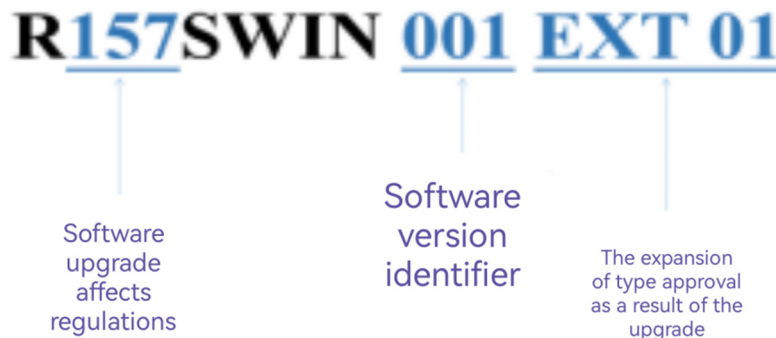 R157SWIN 001 EXT 01
Software
upgrade
affects
regulations
Software
version
identifier
The expansion
of type approval
as a result of the
upgrade